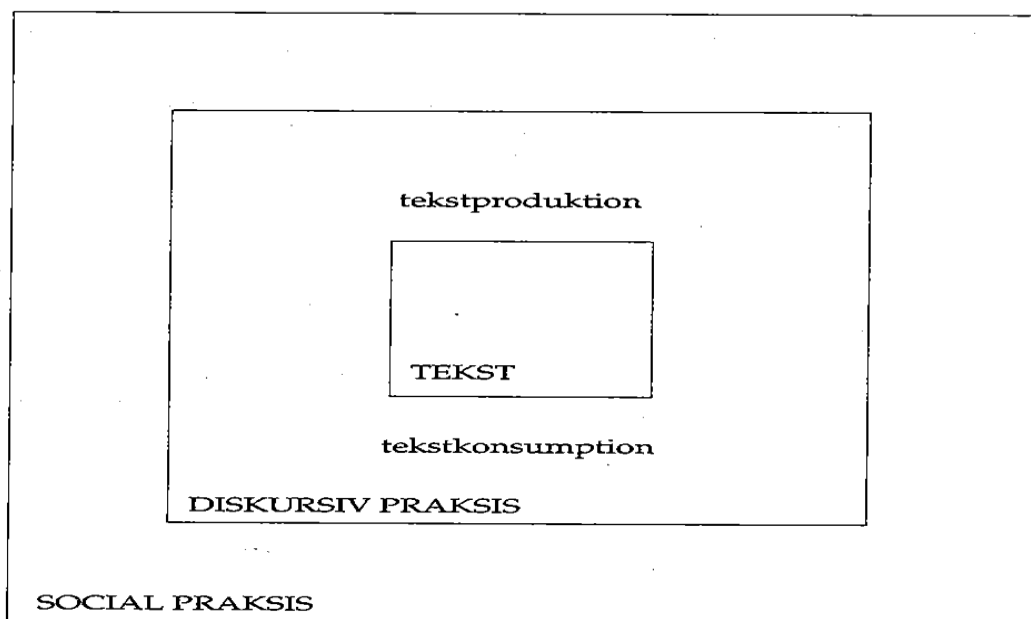 tekstproduktion
TEKST
tekstkonsumption
DISKURSIV PRAKSIS
SOCIAL PRAKSIS